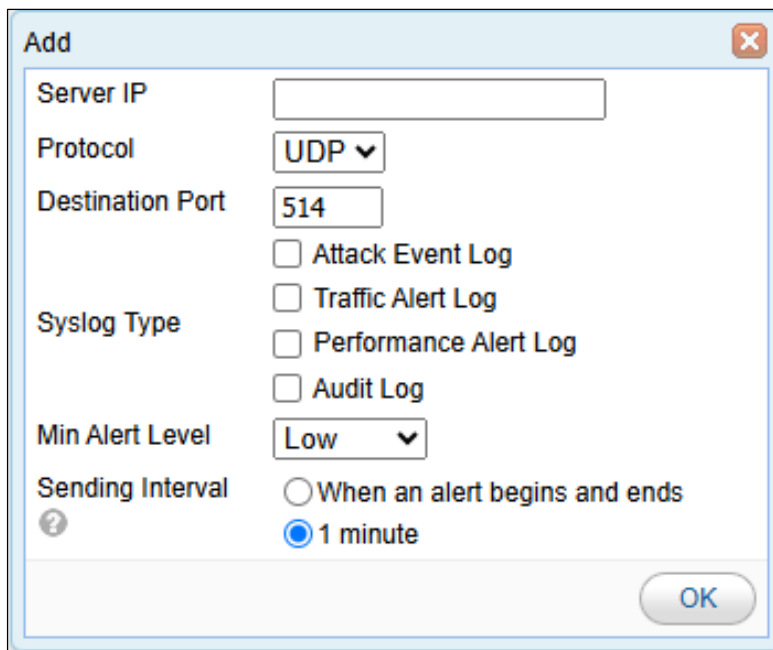 Add
Server IP
Protocol UDP
Destination Port 514
Attack Event Log
Traffic Alert Log
Syslog Type
Performance Alert Log
Audit Log
Min Alert Level Low
Sending Interval When an alert begins and ends
? 1 minute
OK